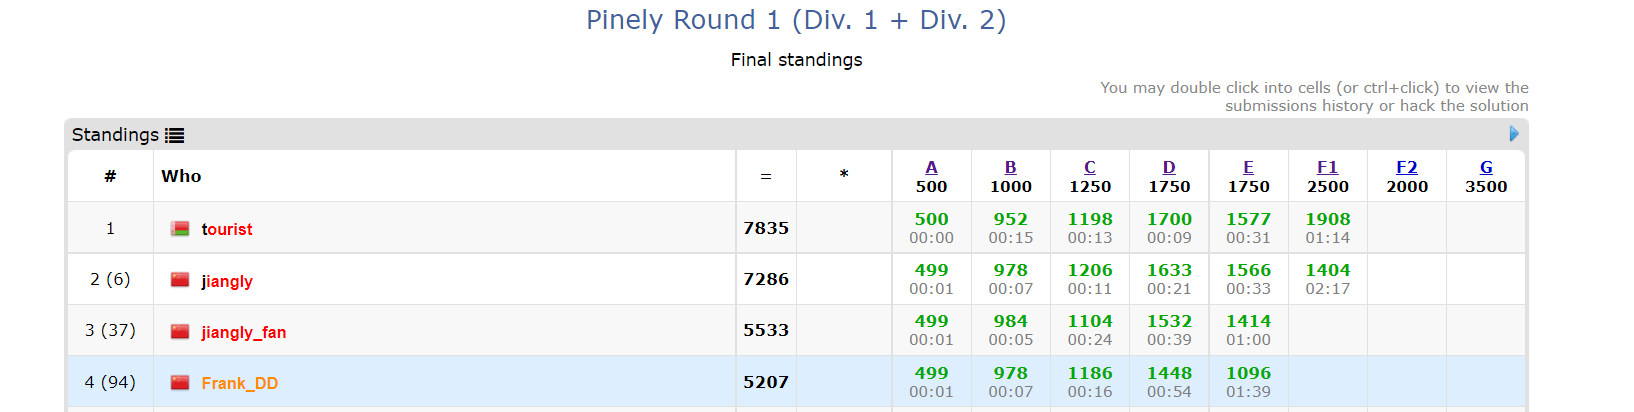 Pinely Round 1 (Div. 1 + Div. 2)
Final standings
You may double click into cells (or ctrl+click) to view the
submissions history or hack the solution
Standings
# Who = * A B C D E F1 F2 G
500 1000 1250 1750 1750 2500 2000 3500
1 tourist 7835 500 952 1198 1700 1577 1908
00:00 00:15 00:13 00:09 00:31 01:14
2 (6) jiangly 7286 499 978 1206 1633 1566 1404
00:01 00:07 00:11 00:21 00:33 02:17
3 (37) jiangly_fan 5533 499 984 1104 1532 1414
00:01 00:05 00:24 00:39 01:00
4 (94) Frank_DD 5207 499 978 1186 1448 1096
00:01 00:07 00:16 00:54 01:39